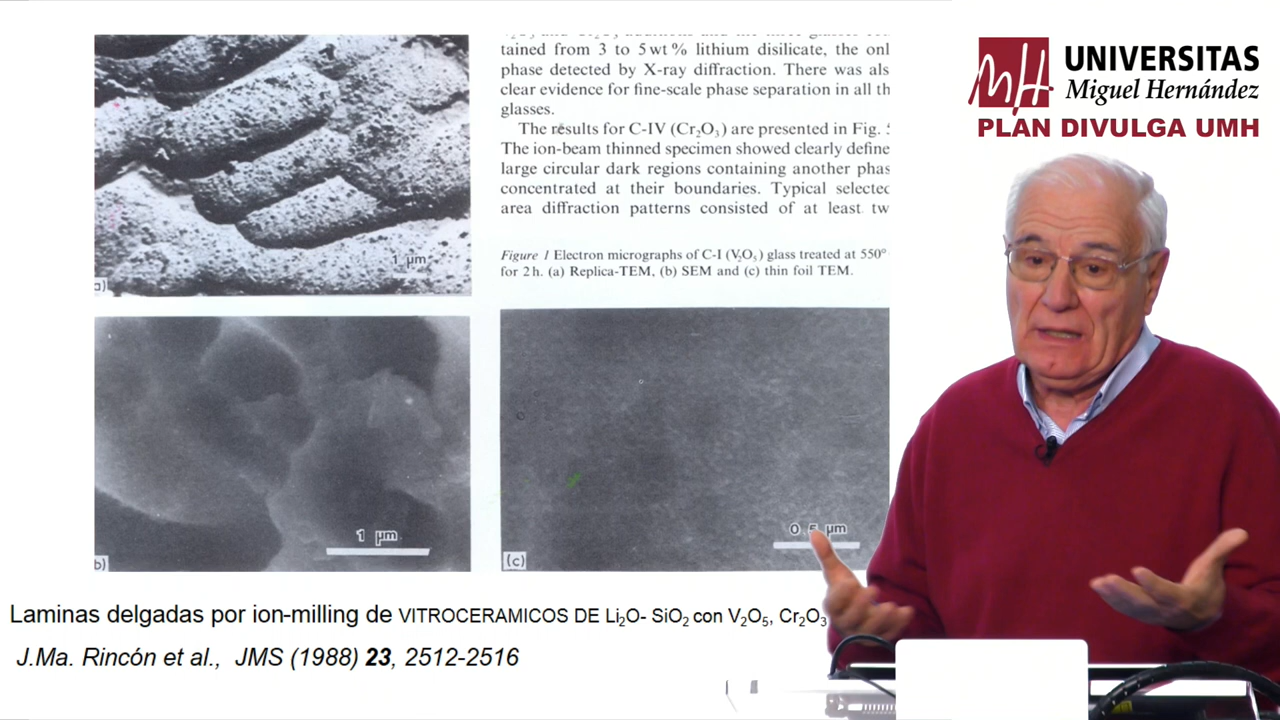 tained from 3 to 5 wt % lithium disilicate, the onl
phase detected by X-ray diffraction. There was als
clear evidence for fine-scale phase separation in all th
glasses.
The results for C-IV (Cr₂O₃) are presented in Fig.
The ion-beam thinned specimen showed clearly define
large circular dark regions containing another phas
concentrated at their boundaries. Typical selected
area diffraction patterns consisted of at least tw
1 μm
a)
Figure 1 Electron micrographs of C-I (V₂O₅) glass treated at 550°
for 2 h. (a) Replica-TEM, (b) SEM and (c) thin foil TEM.
1 μm
b)
0 5 μm
(c)
Laminas delgadas por ion-milling de VITROCERAMICOS DE Li₂O- SiO₂ con V₂O₅, Cr₂O₃
J.Ma. Rincón et al., JMS (1988) 23, 2512-2516
MH
UNIVERSITAS
Miguel Hernández
PLAN DIVULGA UMH